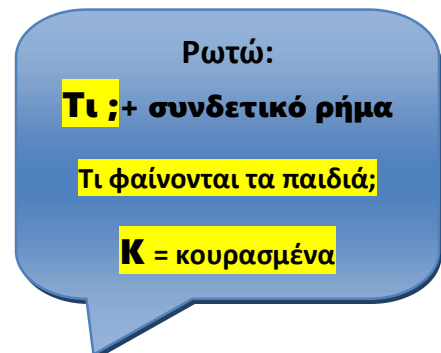 Ρωτώ:
Τι ;+ συνδετικό ρήμα
Τι φαίνονται τα παιδιά;
Κ = κουρασμένα